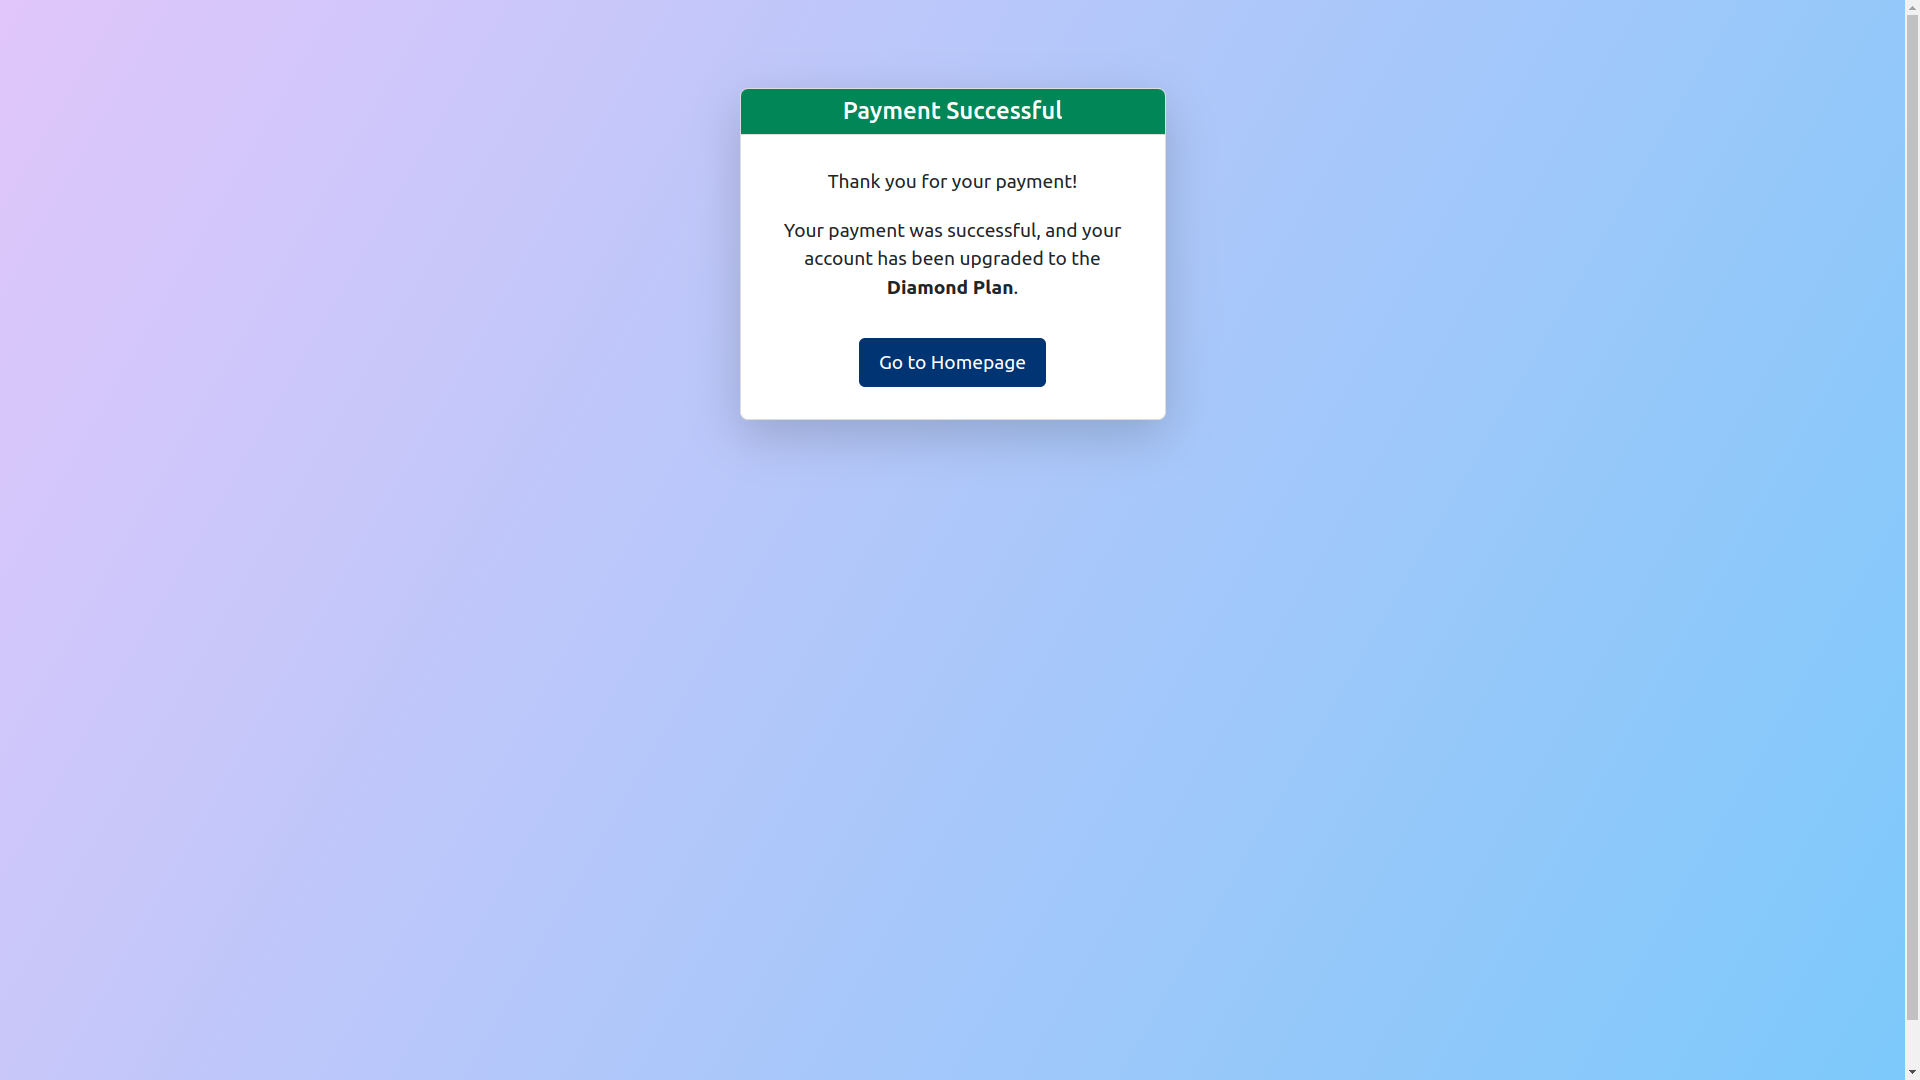 Payment Successful
Thank you for your payment!
Your payment was successful, and your
account has been upgraded to the
Diamond Plan.
Go to Homepage